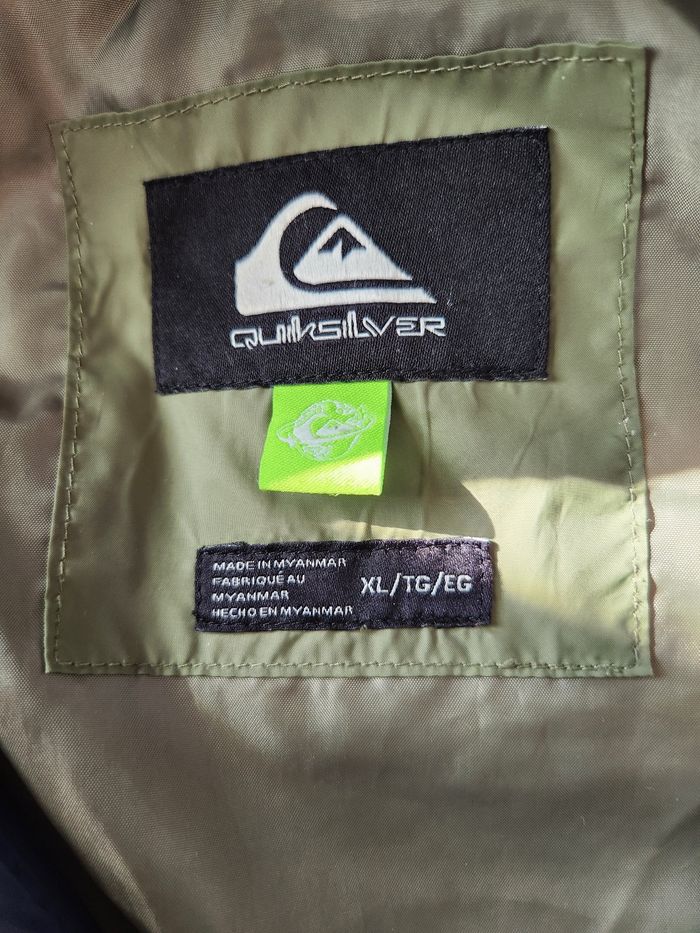 QUIKSILVER
MADE IN MYANMAR
FABRIQUÉ AU
MYANMAR
HECHO EN MYANMAR
XL/TG/EG